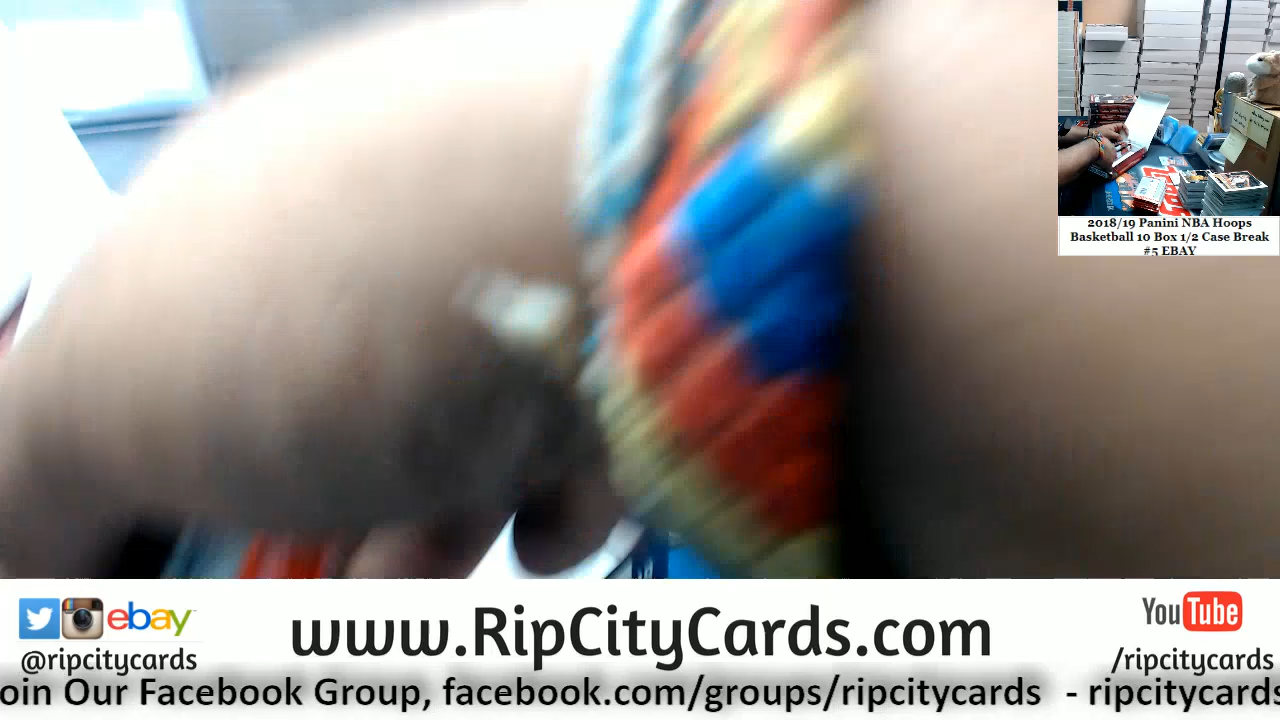 2018/19 Panini NBA Hoops
Basketball 10 Box 1/2 Case Break
#5 EBAY
ebay
@ripcitycards
www.RipCityCards.com
YouTube
/ripcitycards
oin Our Facebook Group, facebook.com/groups/ripcitycards - ripcitycards